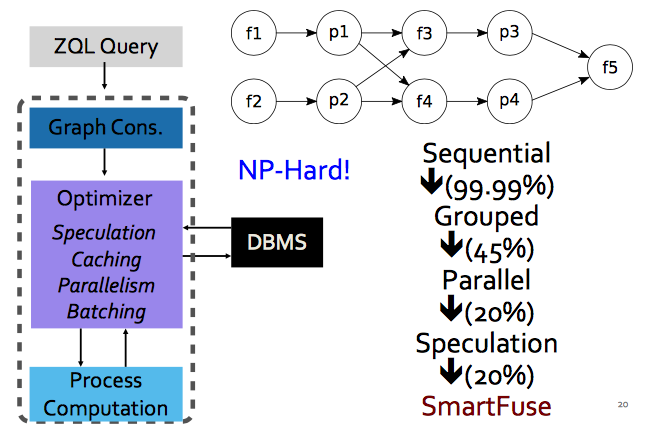 ZQL Query
Graph Cons.
Optimizer
Speculation
Caching
Parallelism
Batching
Process
Computation
DBMS
f1 p1 f3 p3
f5
f2 p2 f4 p4
NP-Hard!
Sequential
🡻(99.99%)
Grouped
🡻(45%)
Parallel
🡻(20%)
Speculation
🡻(20%)
SmartFuse
20